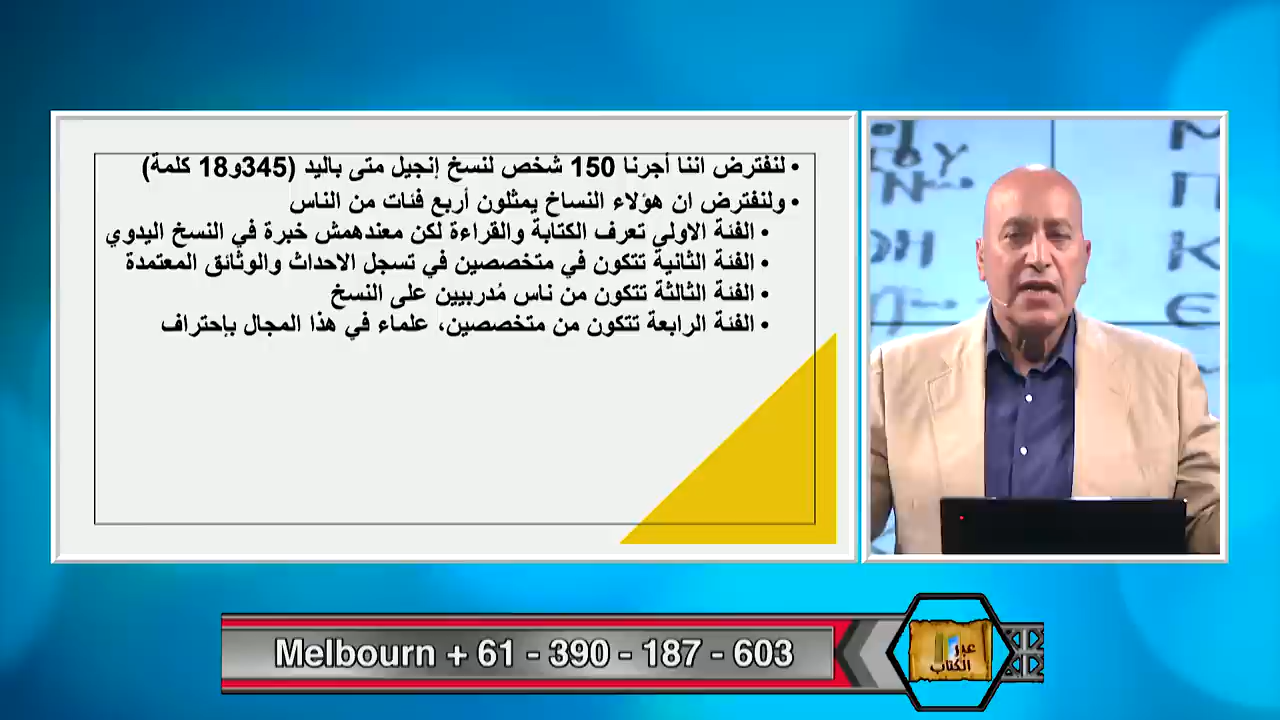 • لنفترض اننا أجرنا 150 شخص لنسخ إنجيل متى باليد (345و18 كلمة)
• ولنفترض ان هؤلاء النساخ يمثلون أربع فئات من الناس
• الفئة الاولى تعرف الكتابة والقراءة لكن معندهمش خبرة في النسخ اليدوي
• الفئة الثانية تتكون في متخصصين في تسجل الاحداث والوثائق المعتمدة
• الفئة الثالثة تتكون من ناس مُدربيين على النسخ
• الفئة الرابعة تتكون من متخصصين، علماء في هذا المجال بإحتراف
Melbourn + 61 - 390 - 187 - 603
عبر
الكتاب